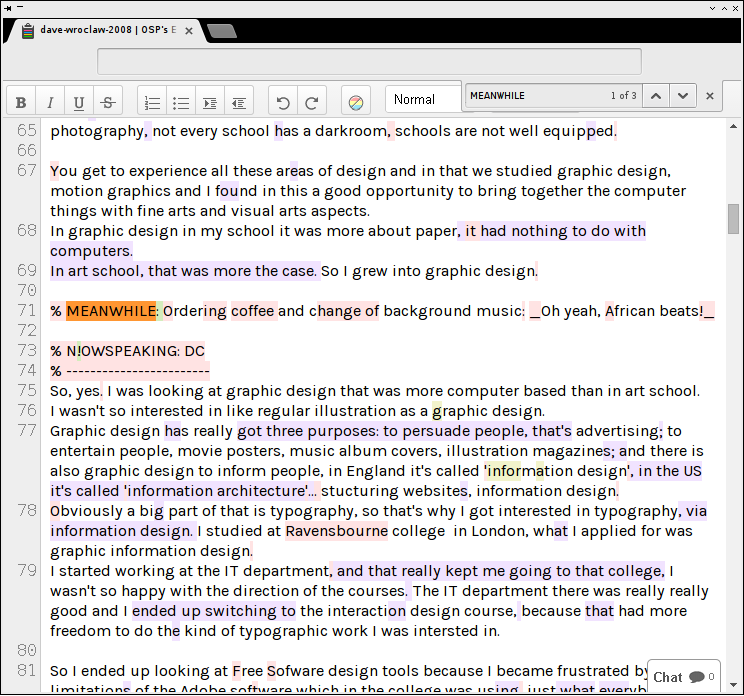 dave-wroclaw-2008 | OSP's E
B I U S Normal MEANWHILE 1 of 3
65 photography, not every school has a darkroom, schools are not well equipped.
66
67 You get to experience all these areas of design and in that we studied graphic design,
motion graphics and I found in this a good opportunity to bring together the computer
things with fine arts and visual arts aspects.
68 In graphic design in my school it was more about paper, it had nothing to do with
computers.
69 In art school, that was more the case. So I grew into graphic design.
70
71 % MEANWHILE: Ordering coffee and change of background music: _Oh yeah, African beats!_
72
73 % N!OWSPEAKING: DC
74 % ------------------------
75 So, yes. I was looking at graphic design that was more computer based than in art school.
76 I wasn't so interested in like regular illustration as a graphic design.
77 Graphic design has really got three purposes: to persuade people, that's advertising; to
entertain people, movie posters, music album covers, illustration magazines; and there is
also graphic design to inform people, in England it's called 'information design', in the US
it's called 'information architecture'... stucturing websites, information design.
78 Obviously a big part of that is typography, so that's why I got interested in typography, via
information design. I studied at Ravensbourne college  in London, what I applied for was
graphic information design.
79 I started working at the IT department, and that really kept me going to that college, I
wasn't so happy with the direction of the courses. The IT department there was really really
good and I ended up switching to the interaction design course, because that had more
freedom to do the kind of typographic work I was intersted in.
80
81 So I ended up looking at Free Sofware design tools because I became frustrated by
limitations of the Adobe software which in the college was using, just what everyb
Chat 0